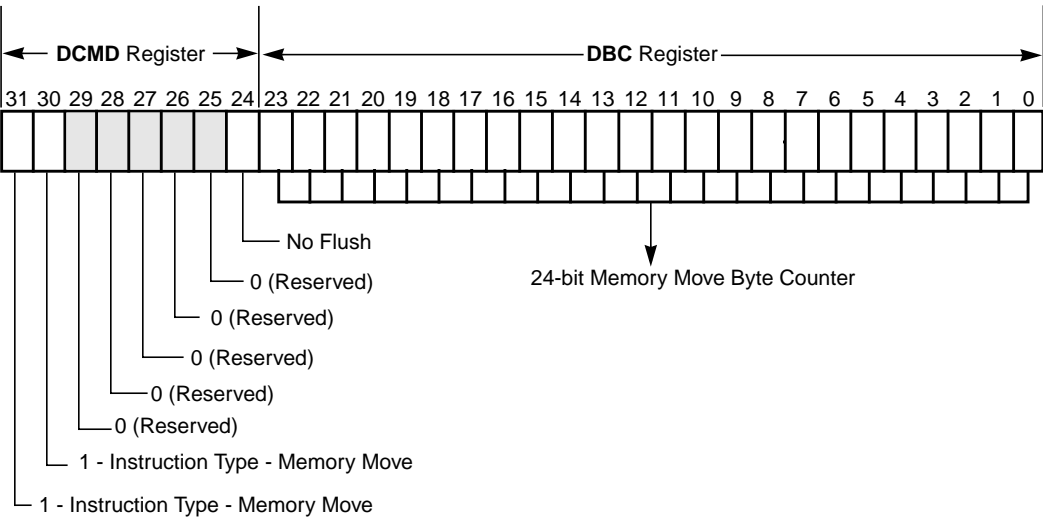 DCMD Register DBC Register
31 30 29 28 27 26 25 24 23 22 21 20 19 18 17 16 15 14 13 12 11 10 9 8 7 6 5 4 3 2 1 0
No Flush
24-bit Memory Move Byte Counter
0 (Reserved)
0 (Reserved)
0 (Reserved)
0 (Reserved)
0 (Reserved)
1 - Instruction Type - Memory Move
1 - Instruction Type - Memory Move